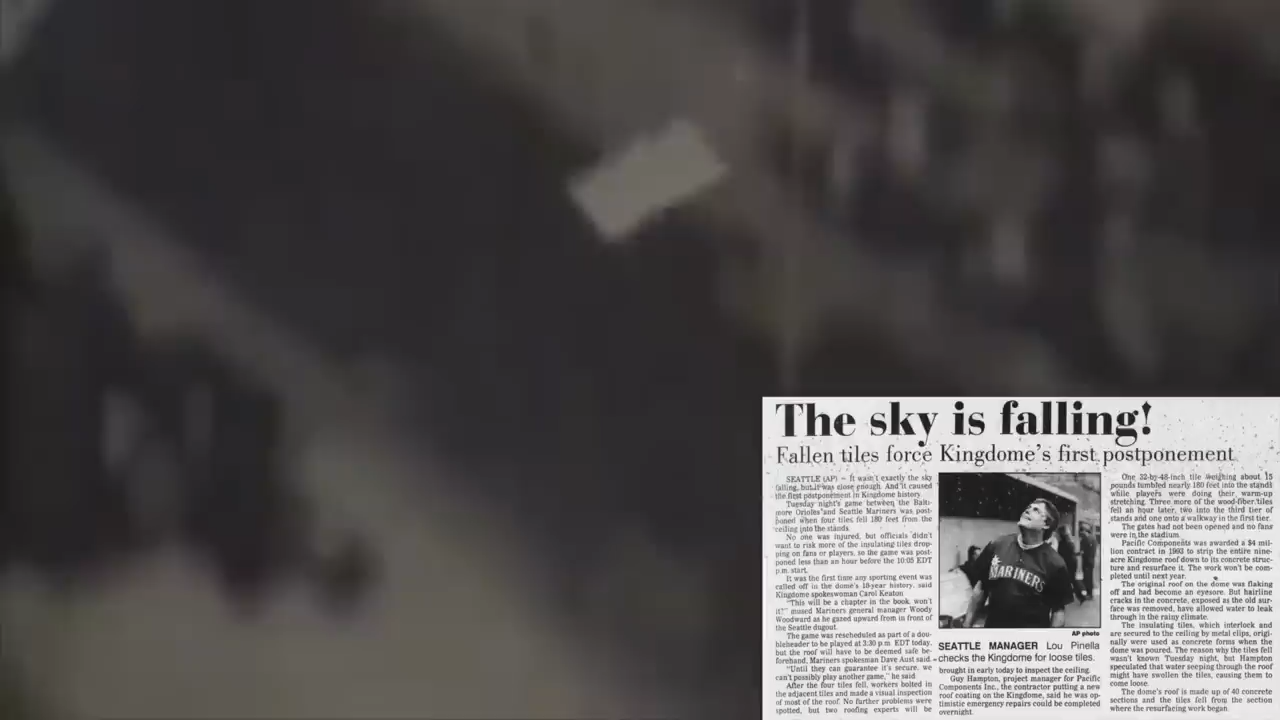 The sky is falling!
Fallen tiles force Kingdome's first postponement
SEATTLE (AP) — It wasn't exactly the sky
falling, but it was close enough. And it caused
the first postponement in Kingdome history.
Tuesday night's game between the Balti-
more Orioles and Seattle Mariners was post-
poned when four tiles fell 180 feet from the
ceiling into the stands.
No one was injured, but officials didn't
want to risk more of the insulating tiles drop-
ping on fans or players, so the game was post-
poned less than an hour before the 10:05 EDT
p.m. start.
It was the first time any sporting event was
called off in the dome's 18-year history, said
Kingdome spokeswoman Carol Keaton.
"This will be a chapter in the book, won't
it?" mused Mariners general manager Woody
Woodward as he gazed upward from in front of
the Seattle dugout.
The game was rescheduled as part of a dou-
bleheader to be played at 3:30 p.m. EDT today,
but the roof will have to be deemed safe be-
forehand, Mariners spokesman Dave Aust said.
"Until they can guarantee it's secure, we
can't possibly play another game," he said.
After the four tiles fell, workers bolted in
the adjacent tiles and made a visual inspection
of most of the roof. No further problems were
spotted, but two roofing experts will be
MARINERS
AP photo
SEATTLE MANAGER Lou Pinella
checks the Kingdome for loose tiles.
brought in early today to inspect the ceiling.
Guy Hampton, project manager for Pacific
Components Inc., the contractor putting a new
roof coating on the Kingdome, said he was op-
timistic emergency repairs could be completed
overnight.
One 32-by-48-inch tile weighing about 15
pounds tumbled nearly 180 feet into the stands
while players were doing their warm-up
stretching. Three more of the wood-fiber tiles
fell an hour later, two into the third tier of
stands and one onto a walkway in the first tier.
The gates had not been opened and no fans
were in the stadium.
Pacific Components was awarded a $4 mil-
lion contract in 1993 to strip the entire nine-
acre Kingdome roof down to its concrete struc-
ture and resurface it. The work won't be com-
pleted until next year.
The original roof on the dome was flaking
off and had become an eyesore. But hairline
cracks in the concrete, exposed as the old sur-
face was removed, have allowed water to leak
through in the rainy climate.
The insulating tiles, which interlock and
are secured to the ceiling by metal clips, origi-
nally were used as concrete forms when the
dome was poured. The reason why the tiles fell
wasn't known Tuesday night, but Hampton
speculated that water seeping through the roof
might have swollen the tiles, causing them to
come loose.
The dome's roof is made up of 40 concrete
sections and the tiles fell from the section
where the resurfacing work began.